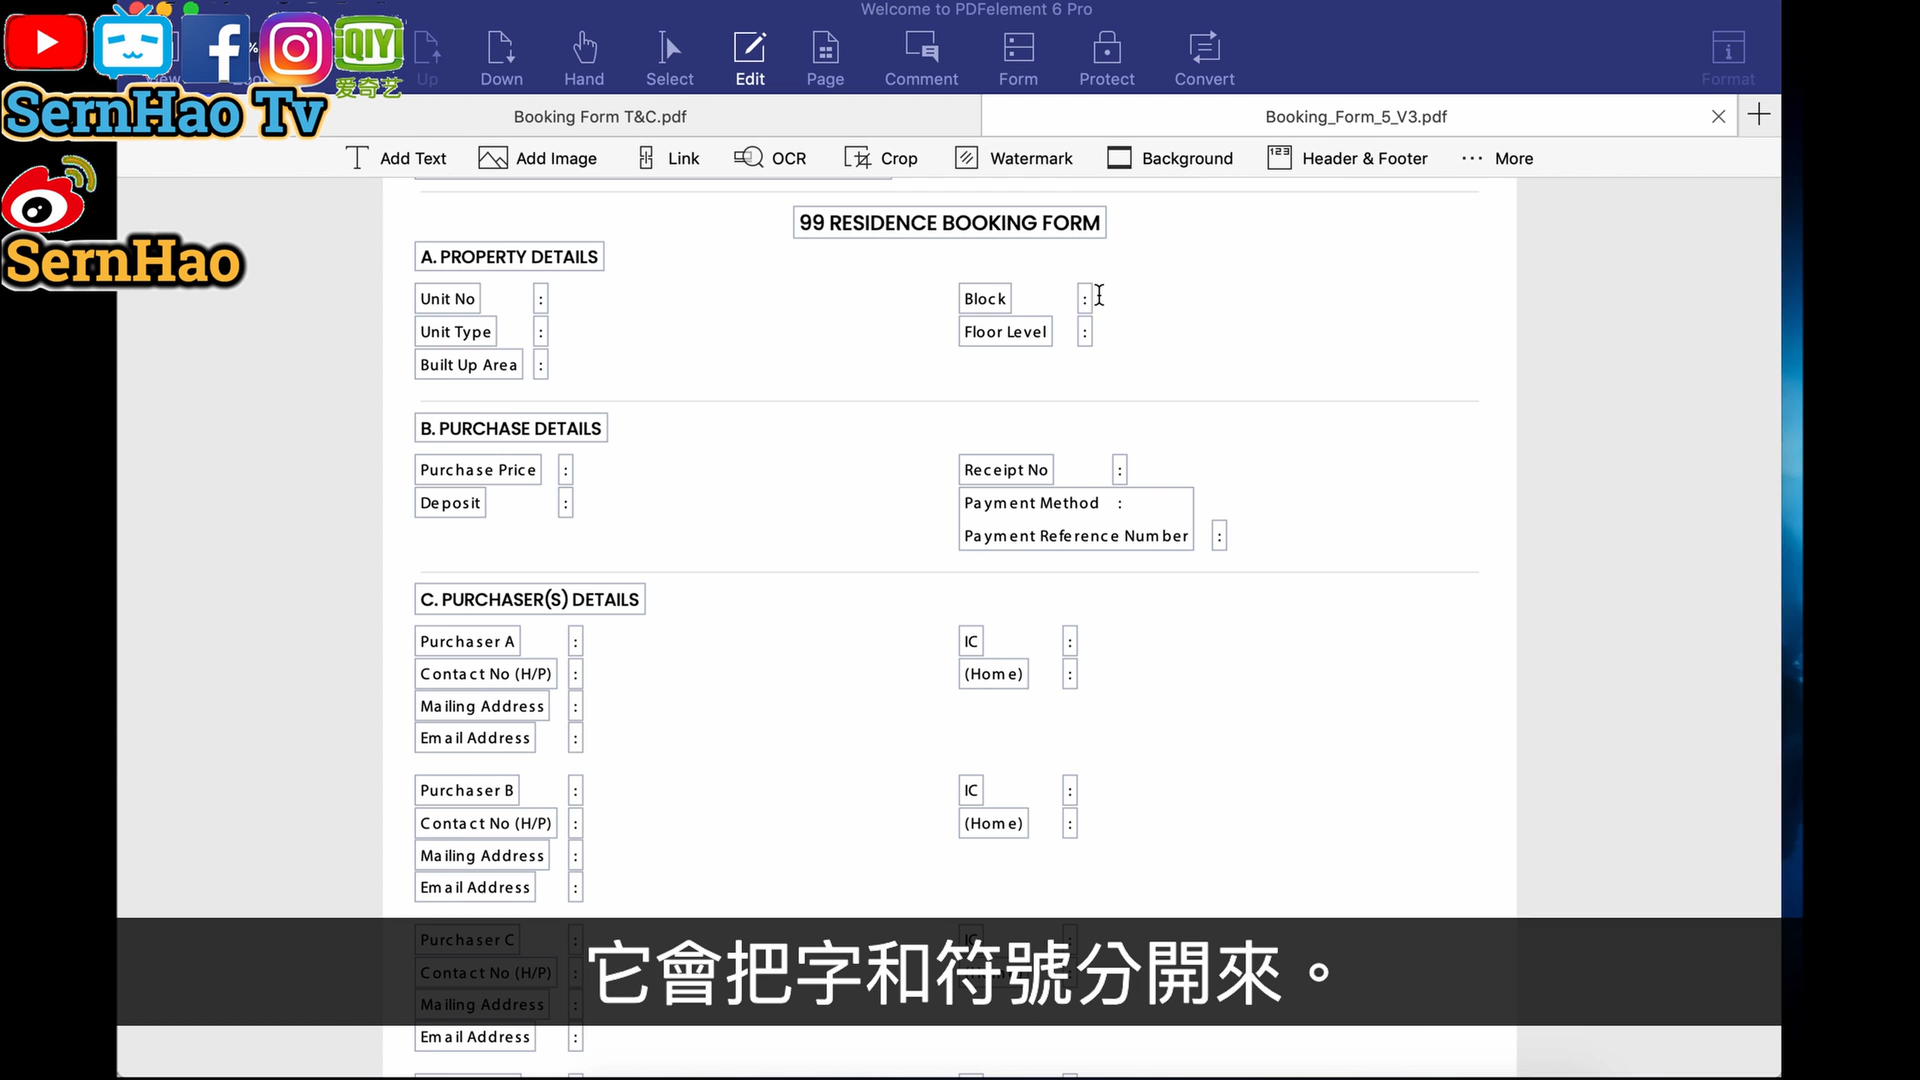 Welcome to PDFelement 6 Pro
Up
Down
Hand
Select
Edit
Page
Comment
Form
Protect
Convert
Format
iQIY
爱奇艺
SernHao Tv
SernHao
Booking Form T&C.pdf
Booking_Form_5_V3.pdf
Add Text
Add Image
Link
OCR
Crop
Watermark
Background
Header & Footer
More
99 RESIDENCE BOOKING FORM
A. PROPERTY DETAILS
Unit No :
Block :
Unit Type :
Floor Level :
Built Up Area :
B. PURCHASE DETAILS
Purchase Price :
Receipt No :
Deposit :
Payment Method :
Payment Reference Number :
C. PURCHASER(S) DETAILS
Purchaser A :
IC :
Contact No (H/P) :
(Home) :
Mailing Address :
Email Address :
Purchaser B :
IC :
Contact No (H/P) :
(Home) :
Mailing Address :
Email Address :
Purchaser C :
IC :
Contact No (H/P) :
Mailing Address :
Email Address :
它會把字和符號分開來。